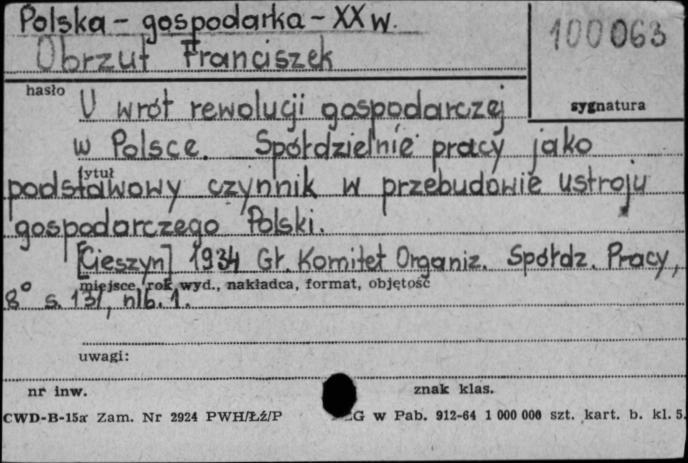 Polska - gospodarka - XX w.
100063
Obrzut Franciszek
hasło
sygnatura
U wrót rewolucji gospodarczej
w Polsce. Spółdzielnie pracy jako
tytuł
podstawowy czynnik w przebudowie ustroju
gospodarczego Polski.
[Cieszyn] 1934 Gł. Komitet Organiz. Spółdz. Pracy,
miejsce, rok wyd., nakładca, format, objętość
8° s. 131, nlb. 1.
uwagi:
nr inw.
znak klas.
CWD-B-15a Zam. Nr 2924 PWH/Łź/P
G w Pab. 912-64 1 000 000 szt. kart. b. kl. 5.